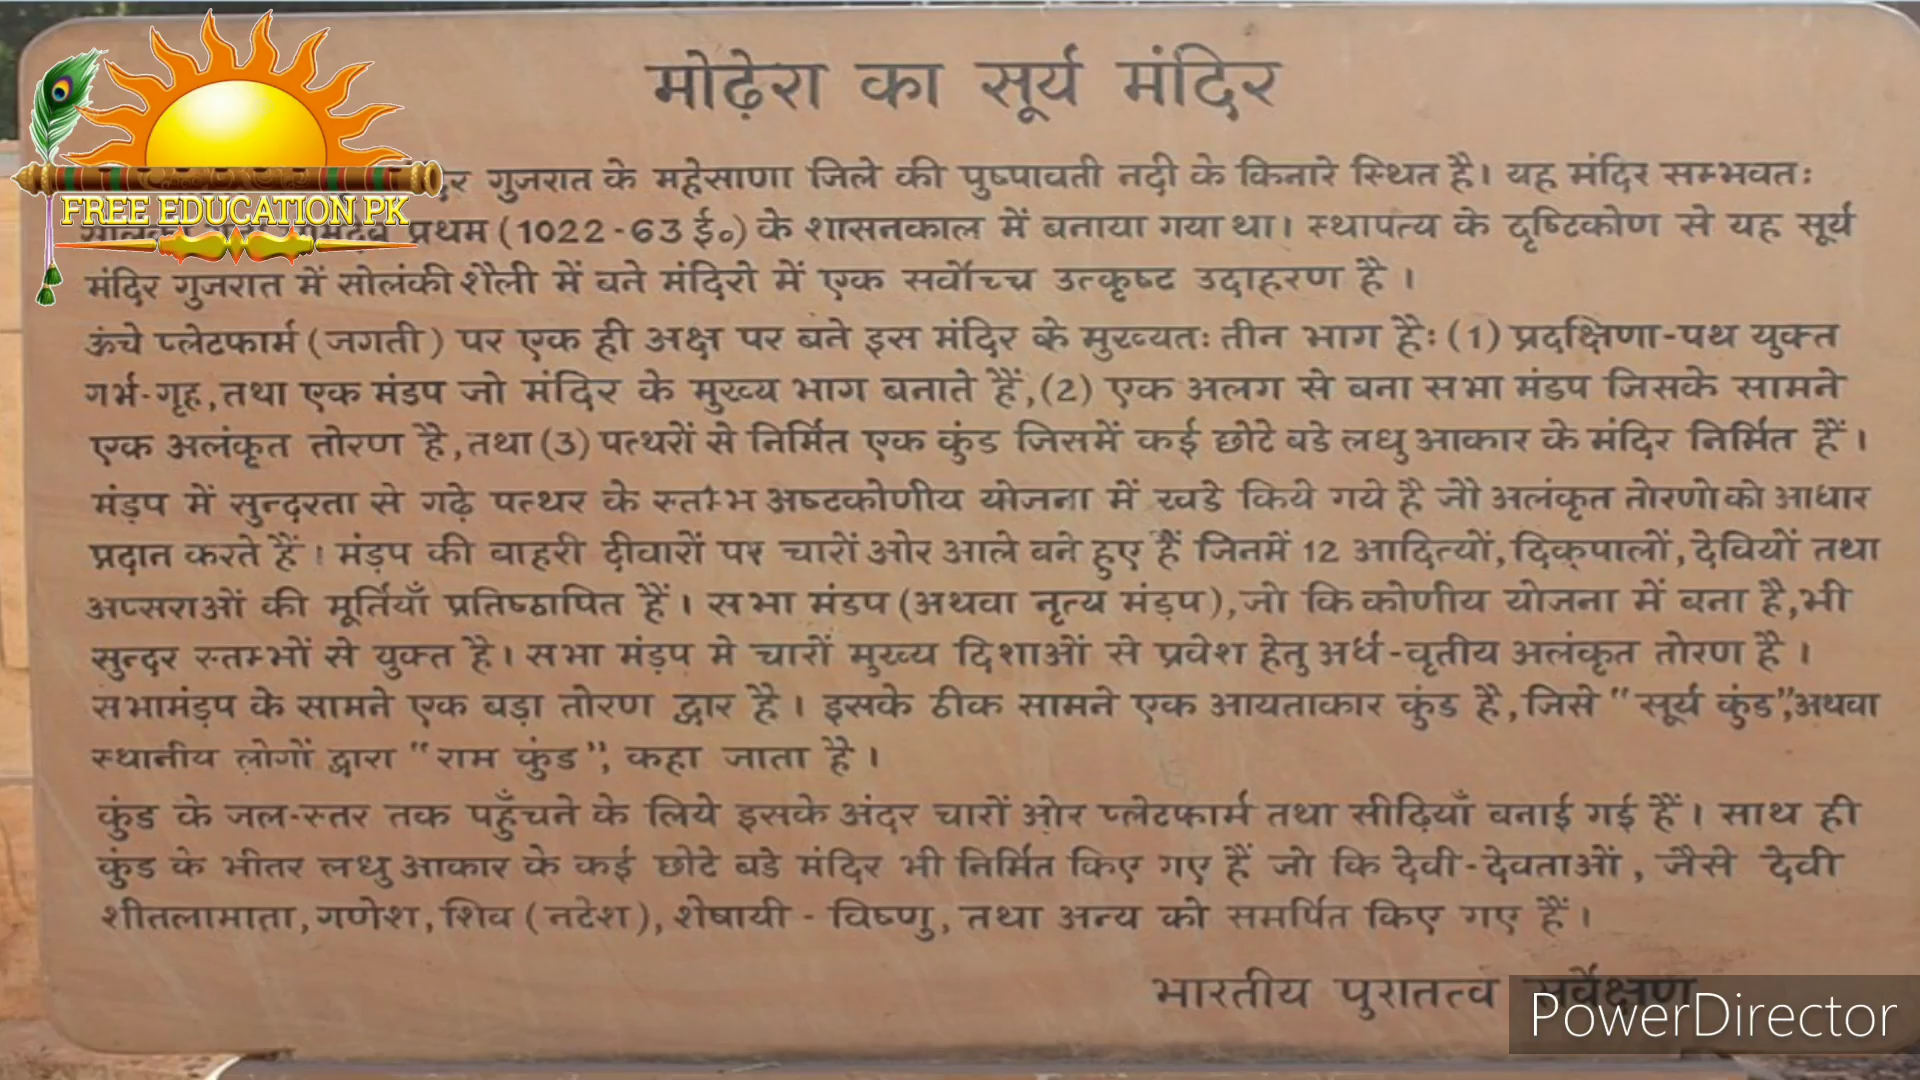 मोढ़ेरा का सूर्य मंदिर
FREE EDUCATION PK
गुजरात के महेसाणा जिले की पुष्पावती नदी के किनारे स्थित है। यह मंदिर सम्भवतः
प्रथम (1022-63 ई०) के शासनकाल में बनाया गया था। स्थापत्य के दृष्टिकोण से यह सूर्य
मंदिर गुजरात में सोलंकी शैली में बने मंदिरो में एक सर्वोच्च उत्कृष्ट उदाहरण है ।
ऊंचे प्लेटफार्म (जगती) पर एक ही अक्ष पर बने इस मंदिर के मुख्यतः तीन भाग हैः (1) प्रदक्षिणा-पथ युक्त
गर्भ-गृह, तथा एक मंडप जो मंदिर के मुख्य भाग बनाते हैं, (2) एक अलग से बना सभा मंडप जिसके सामने
एक अलंकृत तोरण है, तथा (3) पत्थरों से निर्मित एक कुंड जिसमें कई छोटे बडे लधु आकार के मंदिर निर्मित हैं ।
मंड़प में सुन्दरता से गढ़े पत्थर के स्तम्भ अष्टकोणीय योजना में खडे किये गये है जो अलंकृत तोरणो को आधार
प्रदान करते हैं । मंड़प की बाहरी दीवारों पर चारों ओर आले बने हुए हैं जिनमें 12 आदित्यों, दिक्पालों, देवियों तथा
अप्सराओं की मूर्तियाँ प्रतिष्ठापित हैं । सभा मंडप (अथवा नृत्य मंड़प), जो कि कोणीय योजना में बना है, भी
सुन्दर स्तम्भों से युक्त है। सभा मंड़प मे चारों मुख्य दिशाओं से प्रवेश हेतु अर्ध-वृतीय अलंकृत तोरण है ।
सभामंड़प के सामने एक बड़ा तोरण द्वार है । इसके ठीक सामने एक आयताकार कुंड है, जिसे "सूर्य कुंड", अथवा
स्थानीय लोगों द्वारा "राम कुंड", कहा जाता है ।
कुंड के जल-स्तर तक पहुँचने के लिये इसके अंदर चारों ओर प्लेटफार्म तथा सीढ़ियाँ बनाई गई हैं । साथ ही
कुंड के भीतर लधु आकार के कई छोटे बडे मंदिर भी निर्मित किए गए हैं जो कि देवी-देवताओं, जैसे देवी
शीतलामाता, गणेश, शिव (नटेश), शेषायी - विष्णु, तथा अन्य को समर्पित किए गए हैं ।
भारतीय पुरातत्व सर्वेक्षण
PowerDirector